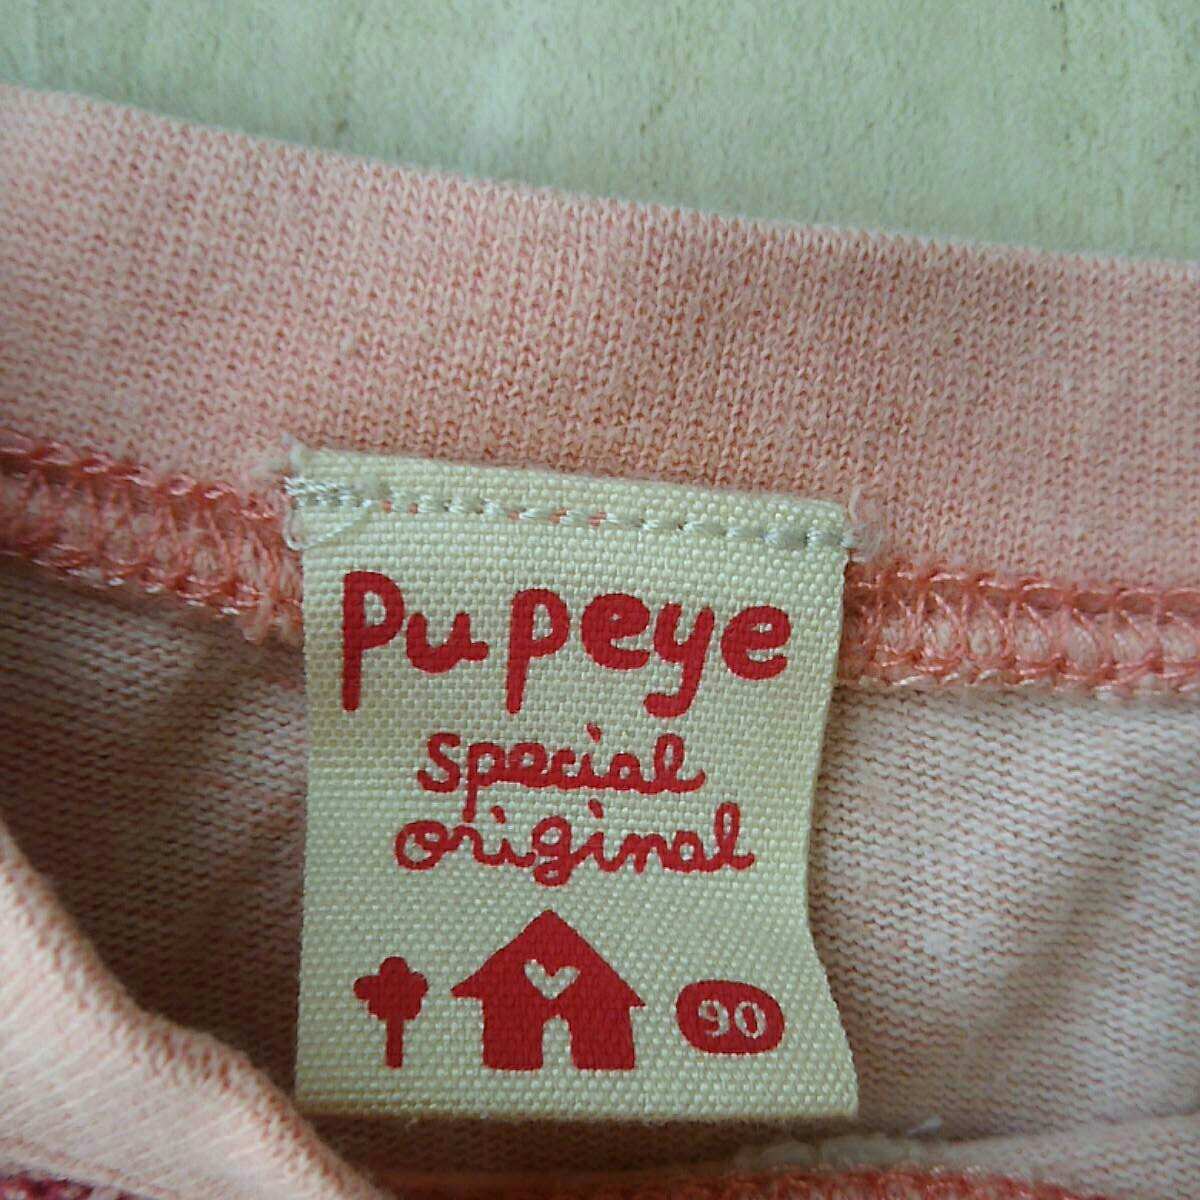 Pupeye
special
original
90